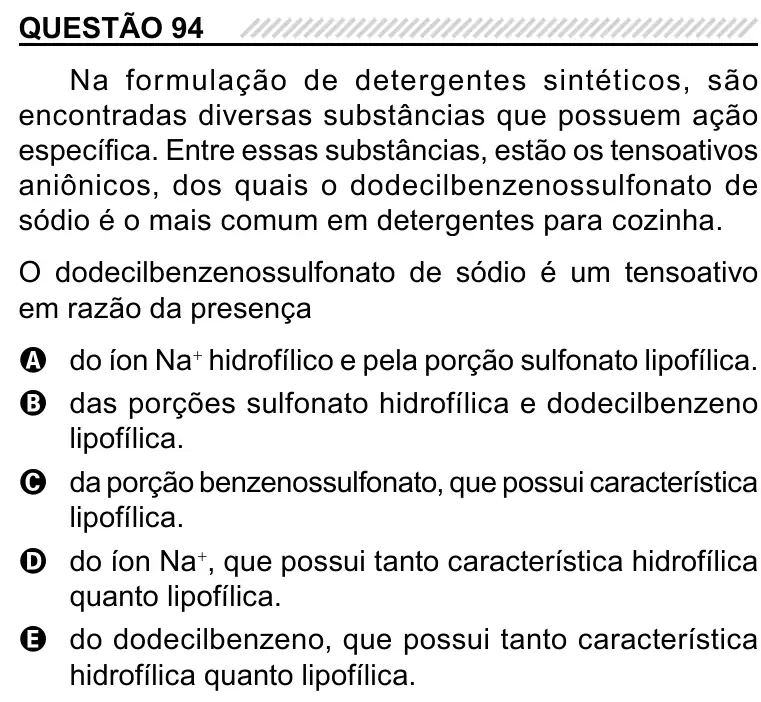 QUESTÃO 94
Na formulação de detergentes sintéticos, são
encontradas diversas substâncias que possuem ação
específica. Entre essas substâncias, estão os tensoativos
aniônicos, dos quais o dodecilbenzenossulfonato de
sódio é o mais comum em detergentes para cozinha.
O dodecilbenzenossulfonato de sódio é um tensoativo
em razão da presença
A do íon Na⁺ hidrofílico e pela porção sulfonato lipofílica.
B das porções sulfonato hidrofílica e dodecilbenzeno
lipofílica.
C da porção benzenossulfonato, que possui característica
lipofílica.
D do íon Na⁺, que possui tanto característica hidrofílica
quanto lipofílica.
E do dodecilbenzeno, que possui tanto característica
hidrofílica quanto lipofílica.